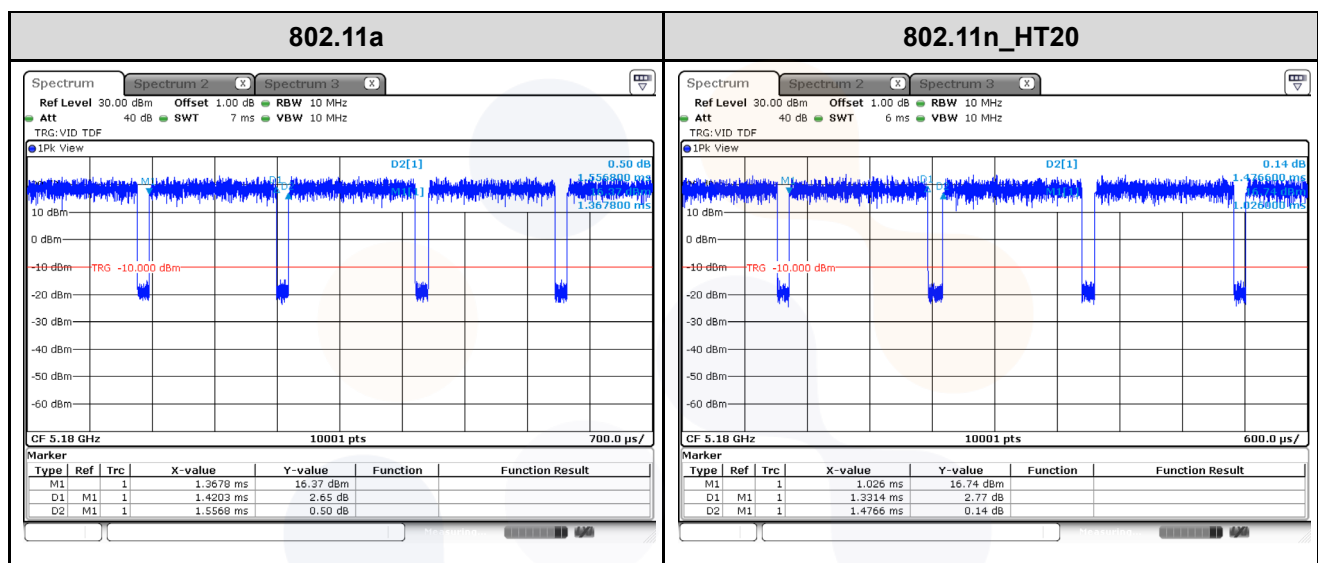 802.11a
802.11n_HT20
Spectrum Spectrum 2 X Spectrum 3 X
Ref Level 30.00 dBm Offset 1.00 dB RBW 10 MHz
Att 40 dB SWT 7 ms VBW 10 MHz
TRG:VID TDF
1Pk View
D2[1] 0.50 dB
1.556800 ms
M1
D1
1.367800 ms
10 dBm
0 dBm
-10 dBm TRG -10.000 dBm
-20 dBm
-30 dBm
-40 dBm
-50 dBm
-60 dBm
CF 5.18 GHz 10001 pts 700.0 µs/
Marker
Type Ref Trc X-value Y-value Function Function Result
M1 1 1.3678 ms 16.37 dBm
D1 M1 1 1.4203 ms 2.65 dB
D2 M1 1 1.5568 ms 0.50 dB
Measuring...
Spectrum Spectrum 2 X Spectrum 3 X
Ref Level 30.00 dBm Offset 1.00 dB RBW 10 MHz
Att 40 dB SWT 6 ms VBW 10 MHz
TRG:VID TDF
1Pk View
D2[1] 0.14 dB
1.476600 ms
M1
D1
10 dBm
0 dBm
-10 dBm TRG -10.000 dBm
-20 dBm
-30 dBm
-40 dBm
-50 dBm
-60 dBm
CF 5.18 GHz 10001 pts 600.0 µs/
Marker
Type Ref Trc X-value Y-value Function Function Result
M1 1 1.026 ms 16.74 dBm
D1 M1 1 1.3314 ms 2.77 dB
D2 M1 1 1.4766 ms 0.14 dB
Measuring...